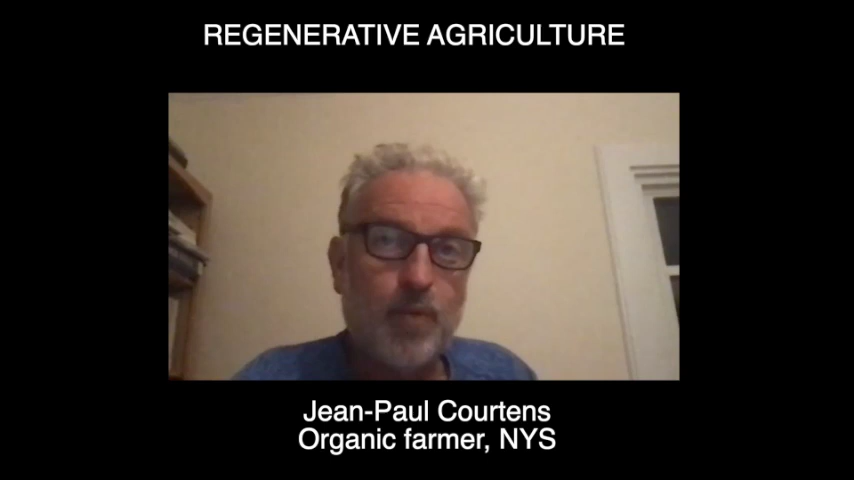 REGENERATIVE AGRICULTURE
Jean-Paul Courtens
Organic farmer, NYS